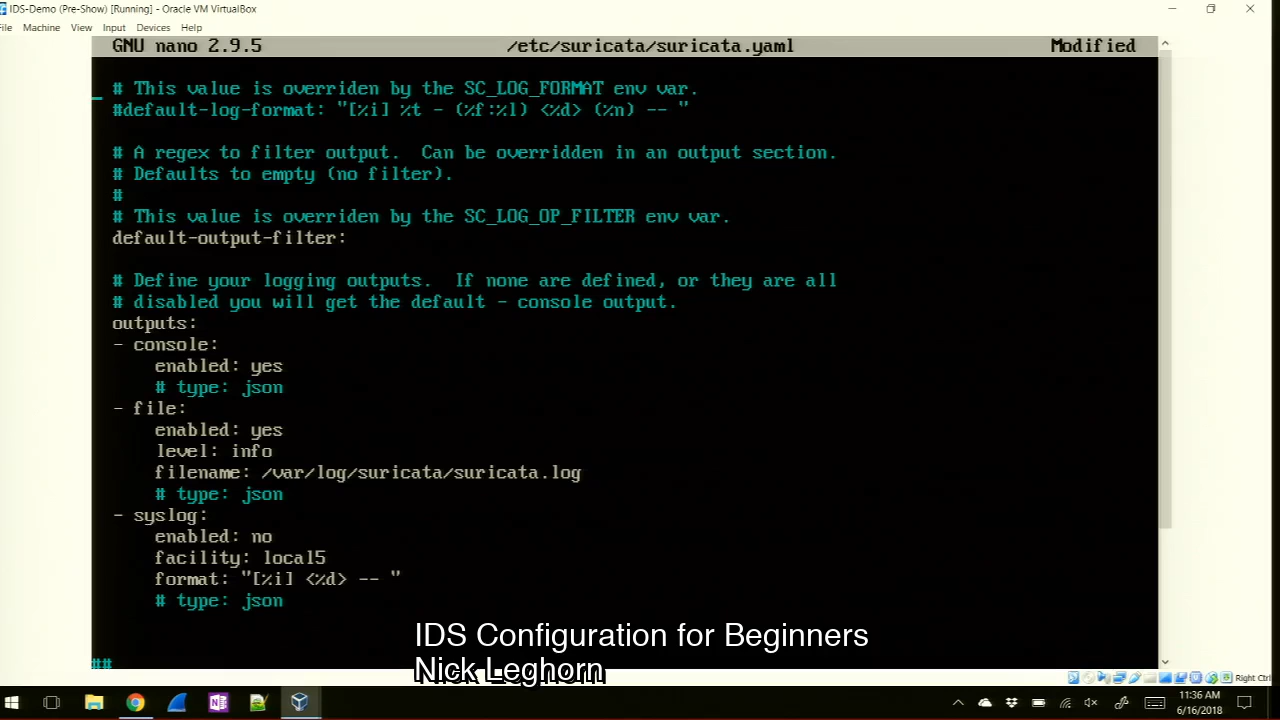 IDS-Demo (Pre-Show) [Running] - Oracle VM VirtualBox
File Machine View Input Devices Help
GNU nano 2.9.5 /etc/suricata/suricata.yaml Modified
# This value is overriden by the SC_LOG_FORMAT env var.
#default-log-format: "[%i] %t - (%f:%l) <%d> (%n) -- "
# A regex to filter output.  Can be overridden in an output section.
# Defaults to empty (no filter).
#
# This value is overriden by the SC_LOG_OP_FILTER env var.
default-output-filter:
# Define your logging outputs.  If none are defined, or they are all
# disabled you will get the default - console output.
outputs:
- console:
enabled: yes
# type: json
- file:
enabled: yes
level: info
filename: /var/log/suricata/suricata.log
# type: json
- syslog:
enabled: no
facility: local5
format: "[%i] <%d> -- "
# type: json
##
IDS Configuration for Beginners
Nick Leghorn
Right Ctrl
11:36 AM
6/16/2018